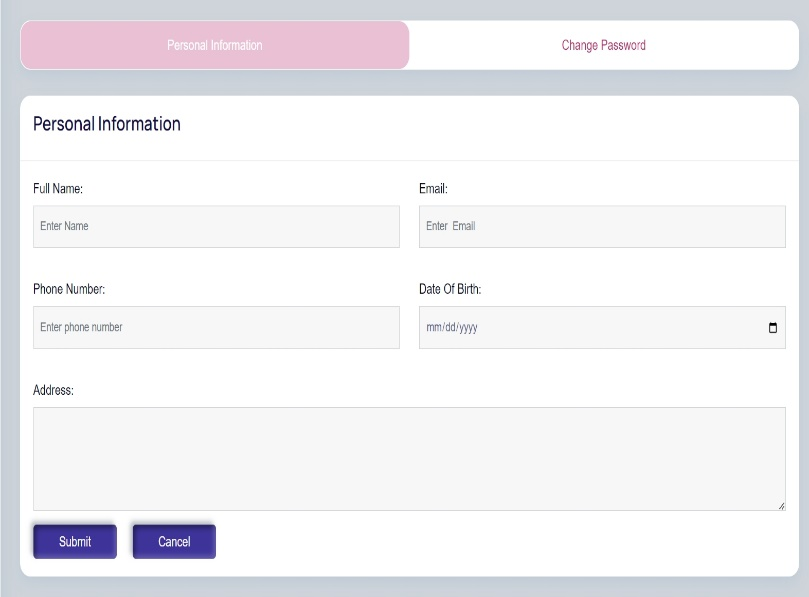 Personal Information
Change Password
Personal Information
Full Name:
Email:
Enter Name
Enter Email
Phone Number:
Date Of Birth:
Enter phone number
mm/dd/yyyy
Address:
Submit
Cancel